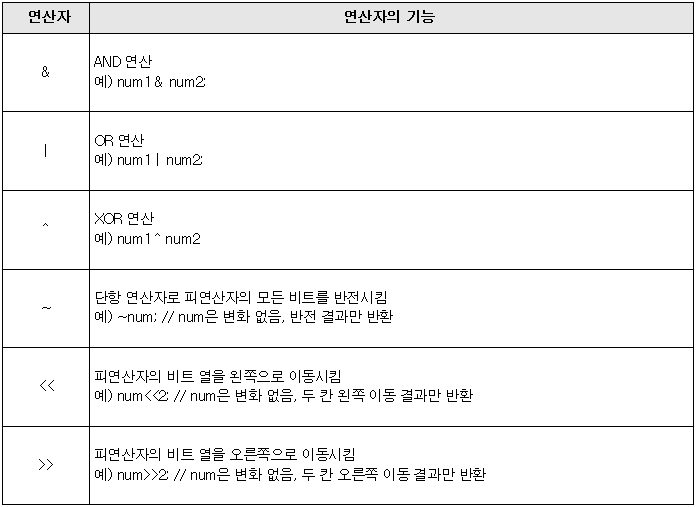 연산자 연산자의 기능
& AND 연산
예) num1 & num2;
| OR 연산
예) num1 | num2;
^ XOR 연산
예) num1 ^ num2
~ 단항 연산자로 피연산자의 모든 비트를 반전시킴
예) ~num; // num은 변화 없음, 반전 결과만 반환
<< 피연산자의 비트 열을 왼쪽으로 이동시킴
예) num<<2; // num은 변화 없음, 두 칸 왼쪽 이동 결과만 반환
>> 피연산자의 비트 열을 오른쪽으로 이동시킴
예) num>>2; // num은 변화 없음, 두 칸 오른쪽 이동 결과만 반환